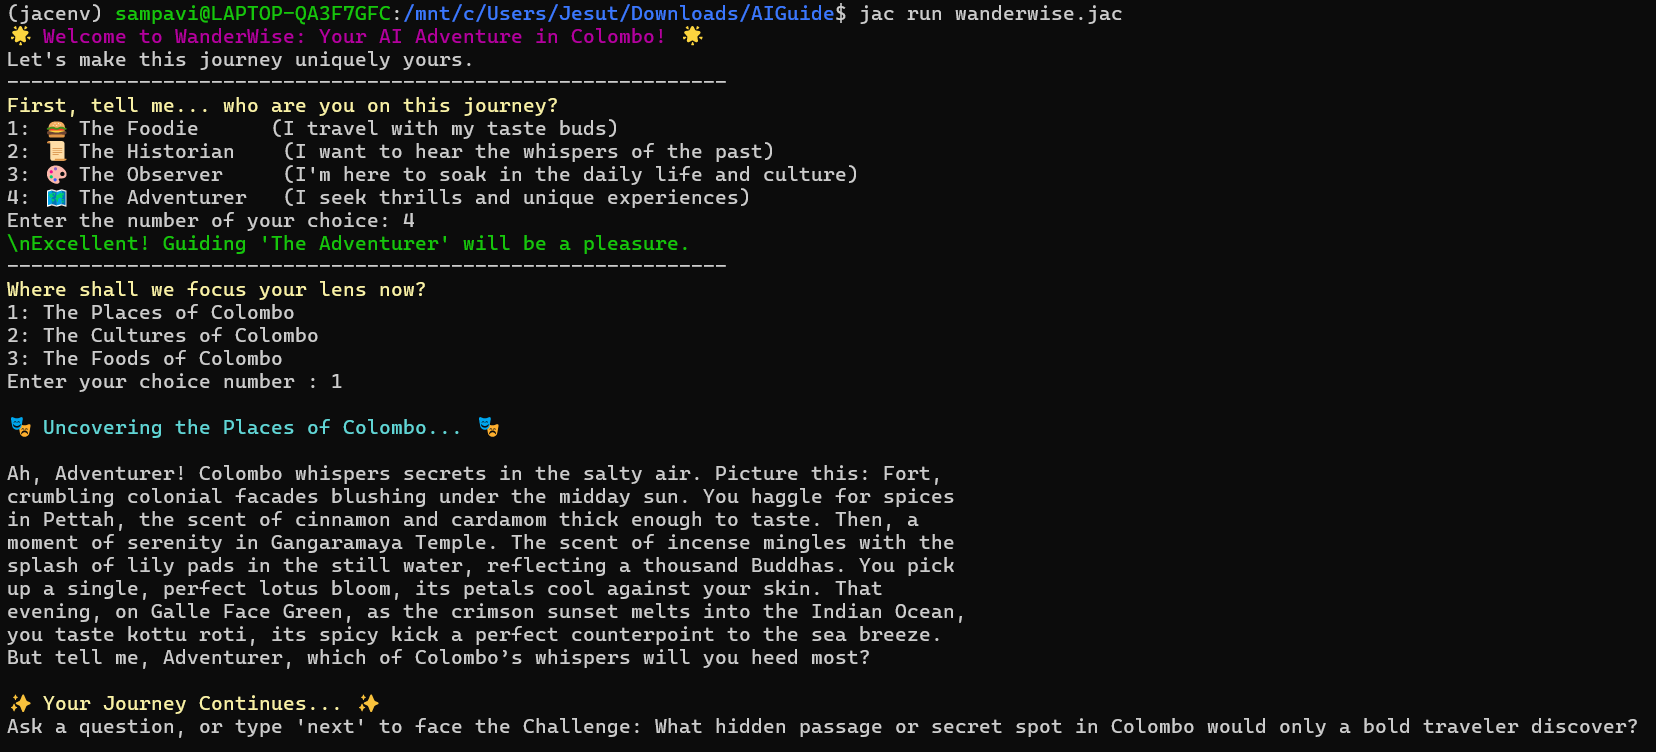 (jacenv) sampavi@LAPTOP-QA3F7GFC:/mnt/c/Users/Jesut/Downloads/AIGuide$ jac run wanderwise.jac
🌟 Welcome to WanderWise: Your AI Adventure in Colombo! 🌟
Let's make this journey uniquely yours.
------------------------------------------------------------
First, tell me... who are you on this journey?
1: 🍔 The Foodie      (I travel with my taste buds)
2: 📜 The Historian    (I want to hear the whispers of the past)
3: 🎨 The Observer     (I'm here to soak in the daily life and culture)
4: 🗺️ The Adventurer   (I seek thrills and unique experiences)
Enter the number of your choice: 4
\nExcellent! Guiding 'The Adventurer' will be a pleasure.
------------------------------------------------------------
Where shall we focus your lens now?
1: The Places of Colombo
2: The Cultures of Colombo
3: The Foods of Colombo
Enter your choice number : 1
🎭 Uncovering the Places of Colombo... 🎭
Ah, Adventurer! Colombo whispers secrets in the salty air. Picture this: Fort,
crumbling colonial facades blushing under the midday sun. You haggle for spices
in Pettah, the scent of cinnamon and cardamom thick enough to taste. Then, a
moment of serenity in Gangaramaya Temple. The scent of incense mingles with the
splash of lily pads in the still water, reflecting a thousand Buddhas. You pick
up a single, perfect lotus bloom, its petals cool against your skin. That
evening, on Galle Face Green, as the crimson sunset melts into the Indian Ocean,
you taste kottu roti, its spicy kick a perfect counterpoint to the sea breeze.
But tell me, Adventurer, which of Colombo’s whispers will you heed most?
✨ Your Journey Continues... ✨
Ask a question, or type 'next' to face the Challenge: What hidden passage or secret spot in Colombo would only a bold traveler discover?